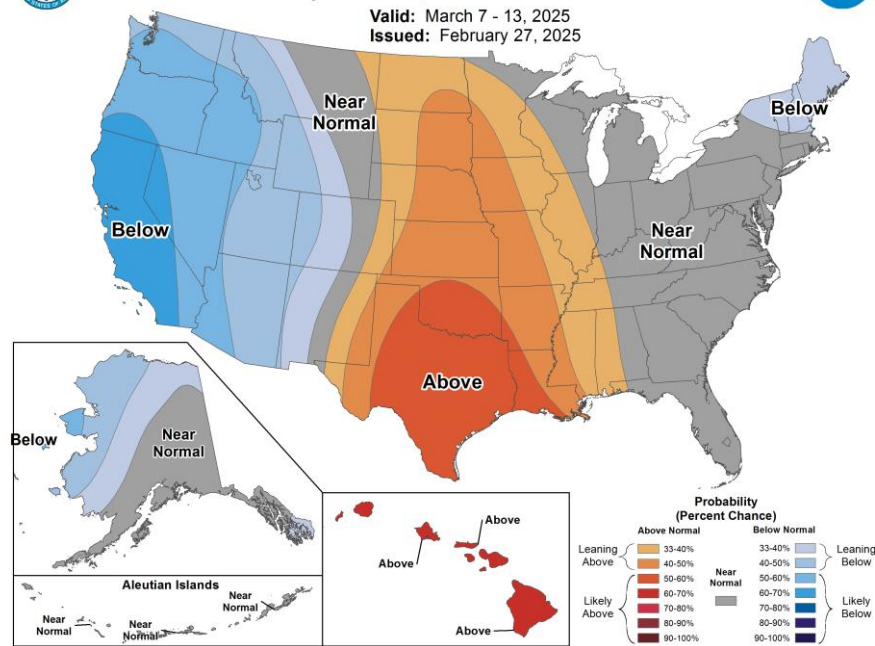 Valid: March 7 - 13, 2025
Issued: February 27, 2025
Near
Normal
Below
Below
Near
Normal
Above
Below
Near
Normal
Above
Above
Above
Aleutian Islands
Near
Normal
Near
Normal
Near
Normal
Probability
(Percent Chance)
Above Normal
Below Normal
Leaning
Above
33-40%
40-50%
Likely
Above
50-60%
60-70%
70-80%
80-90%
90-100%
Near
Normal
33-40%
40-50%
Leaning
Below
50-60%
60-70%
70-80%
80-90%
90-100%
Likely
Below